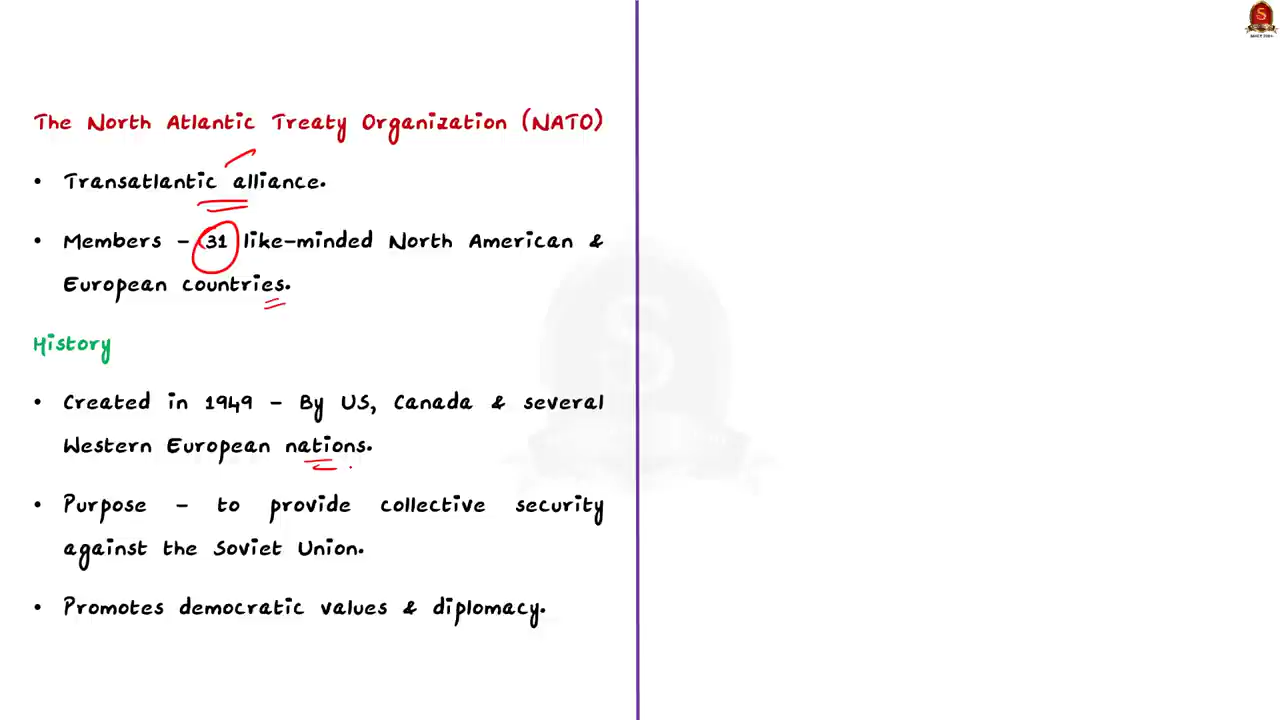 The North Atlantic Treaty Organization (NATO)
• Transatlantic alliance.
• Members – 31 like-minded North American &
European countries.
History
• Created in 1949 – By US, Canada & several
Western European nations.
• Purpose – to provide collective security
against the Soviet Union.
• Promotes democratic values & diplomacy.